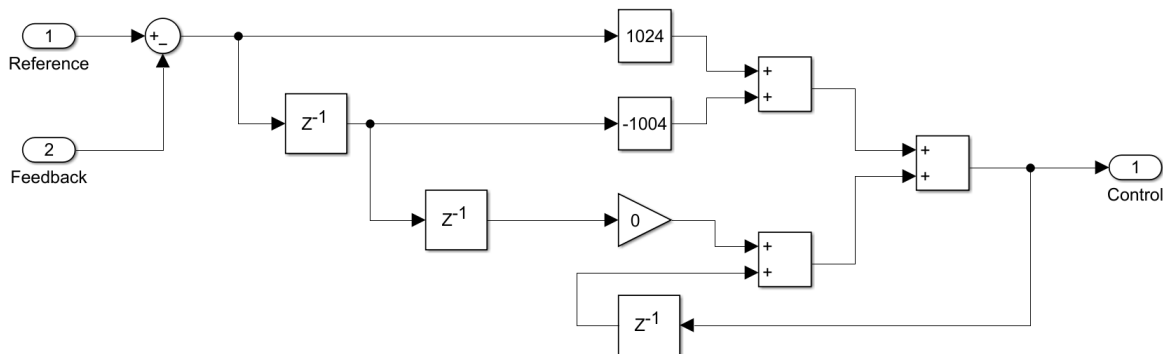 1
Reference
+
–
1024
+
+
Z-1
-1004
2
Feedback
+
+
1
Control
Z-1
0
+
+
Z-1